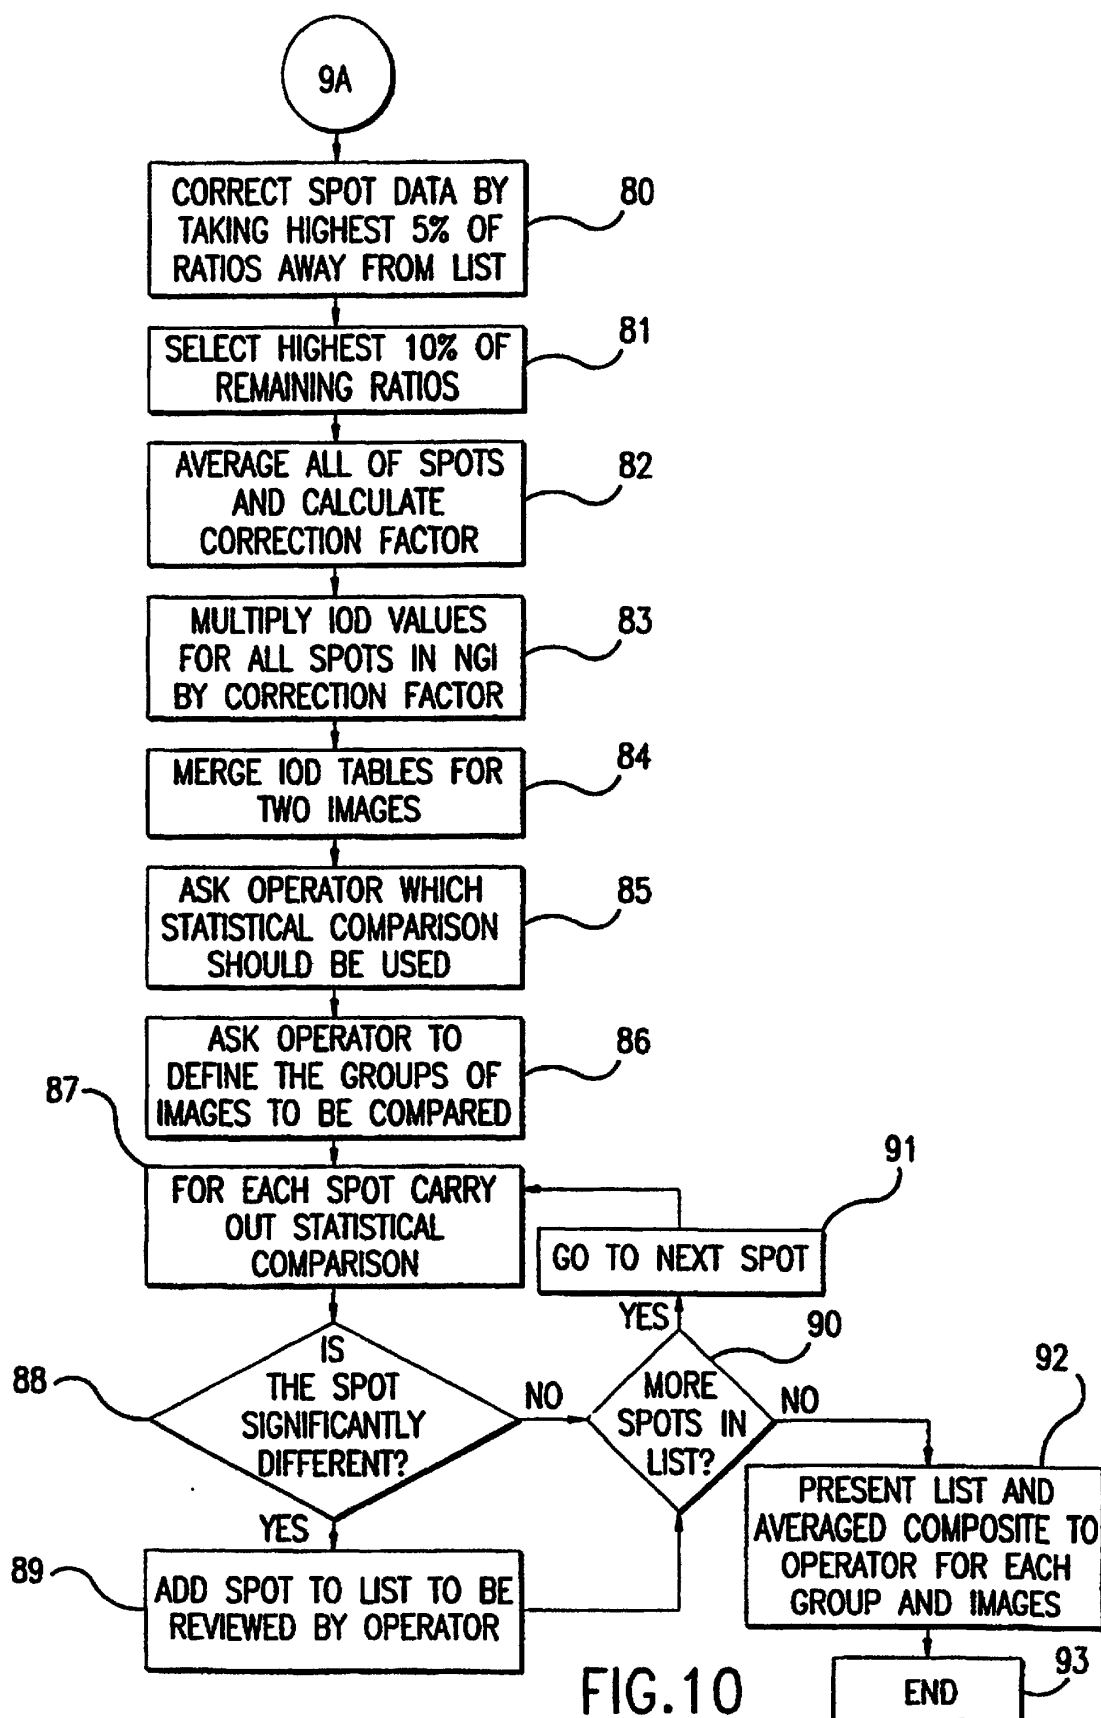 9A
CORRECT SPOT DATA BY
TAKING HIGHEST 5% OF
RATIOS AWAY FROM LIST
80
SELECT HIGHEST 10% OF
REMAINING RATIOS
81
AVERAGE ALL OF SPOTS
AND CALCULATE
CORRECTION FACTOR
82
MULTIPLY IOD VALUES
FOR ALL SPOTS IN NGI
BY CORRECTION FACTOR
83
MERGE IOD TABLES FOR
TWO IMAGES
84
ASK OPERATOR WHICH
STATISTICAL COMPARISON
SHOULD BE USED
85
ASK OPERATOR TO
DEFINE THE GROUPS OF
IMAGES TO BE COMPARED
86
87
FOR EACH SPOT CARRY
OUT STATISTICAL
COMPARISON
91
GO TO NEXT SPOT
YES
90
IS
THE SPOT
SIGNIFICANTLY
DIFFERENT?
88
NO
MORE
SPOTS IN
LIST?
NO
92
PRESENT LIST AND
AVERAGED COMPOSITE TO
OPERATOR FOR EACH
GROUP AND IMAGES
YES
89
ADD SPOT TO LIST TO BE
REVIEWED BY OPERATOR
93
END
FIG.10